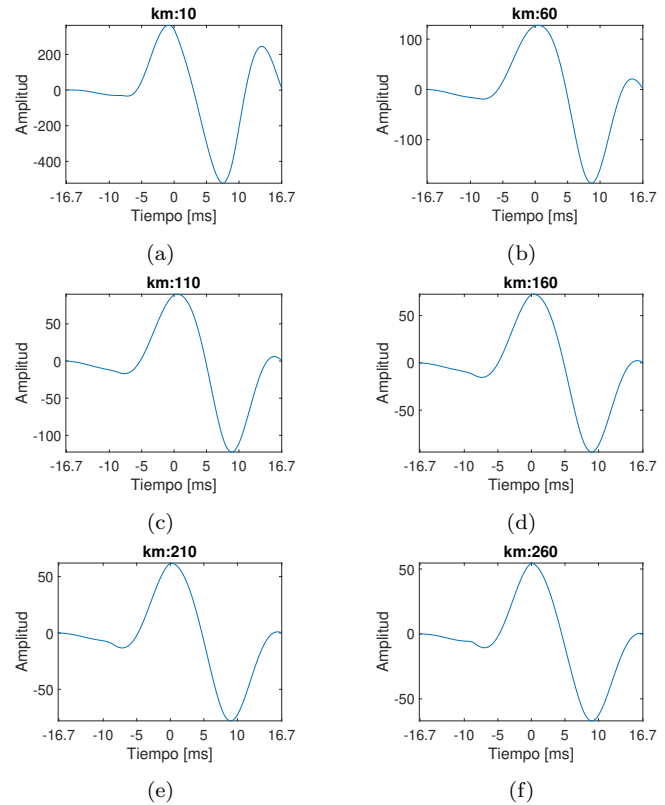 km:10
200
0
-200
-400
Amplitud
-16.7 -10 -5 0 5 10 16.7
Tiempo [ms]
(a)
km:60
100
0
-100
Amplitud
-16.7 -10 -5 0 5 10 16.7
Tiempo [ms]
(b)
km:110
50
0
-50
-100
Amplitud
-16.7 -10 -5 0 5 10 16.7
Tiempo [ms]
(c)
km:160
50
0
-50
Amplitud
-16.7 -10 -5 0 5 10 16.7
Tiempo [ms]
(d)
km:210
50
0
-50
Amplitud
-16.7 -10 -5 0 5 10 16.7
Tiempo [ms]
(e)
km:260
50
0
-50
Amplitud
-16.7 -10 -5 0 5 10 16.7
Tiempo [ms]
(f)